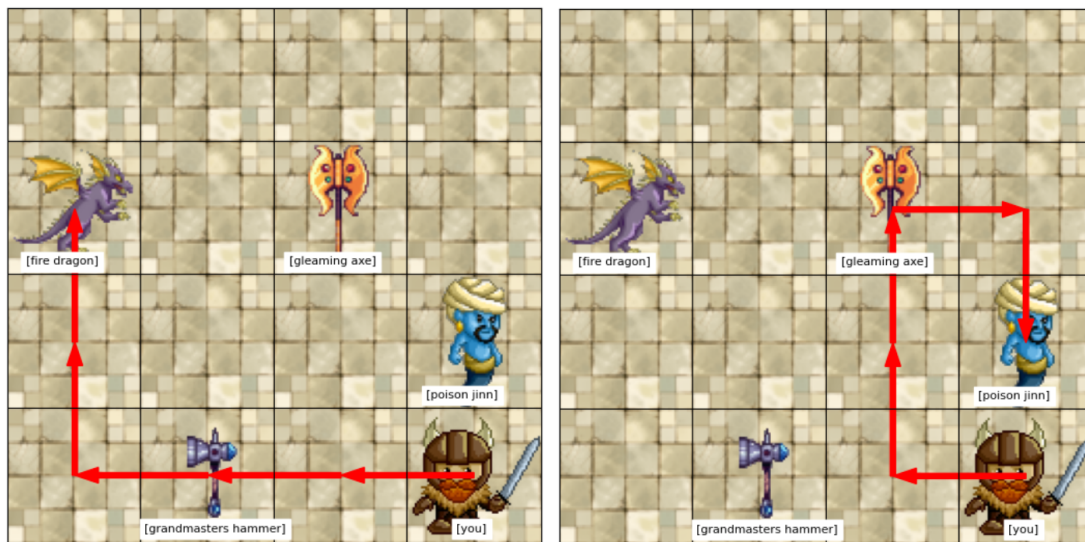 [fire dragon]
[gleaming axe]
[poison jinn]
[grandmasters hammer]
[you]
[fire dragon]
[gleaming axe]
[poison jinn]
[grandmasters hammer]
[you]